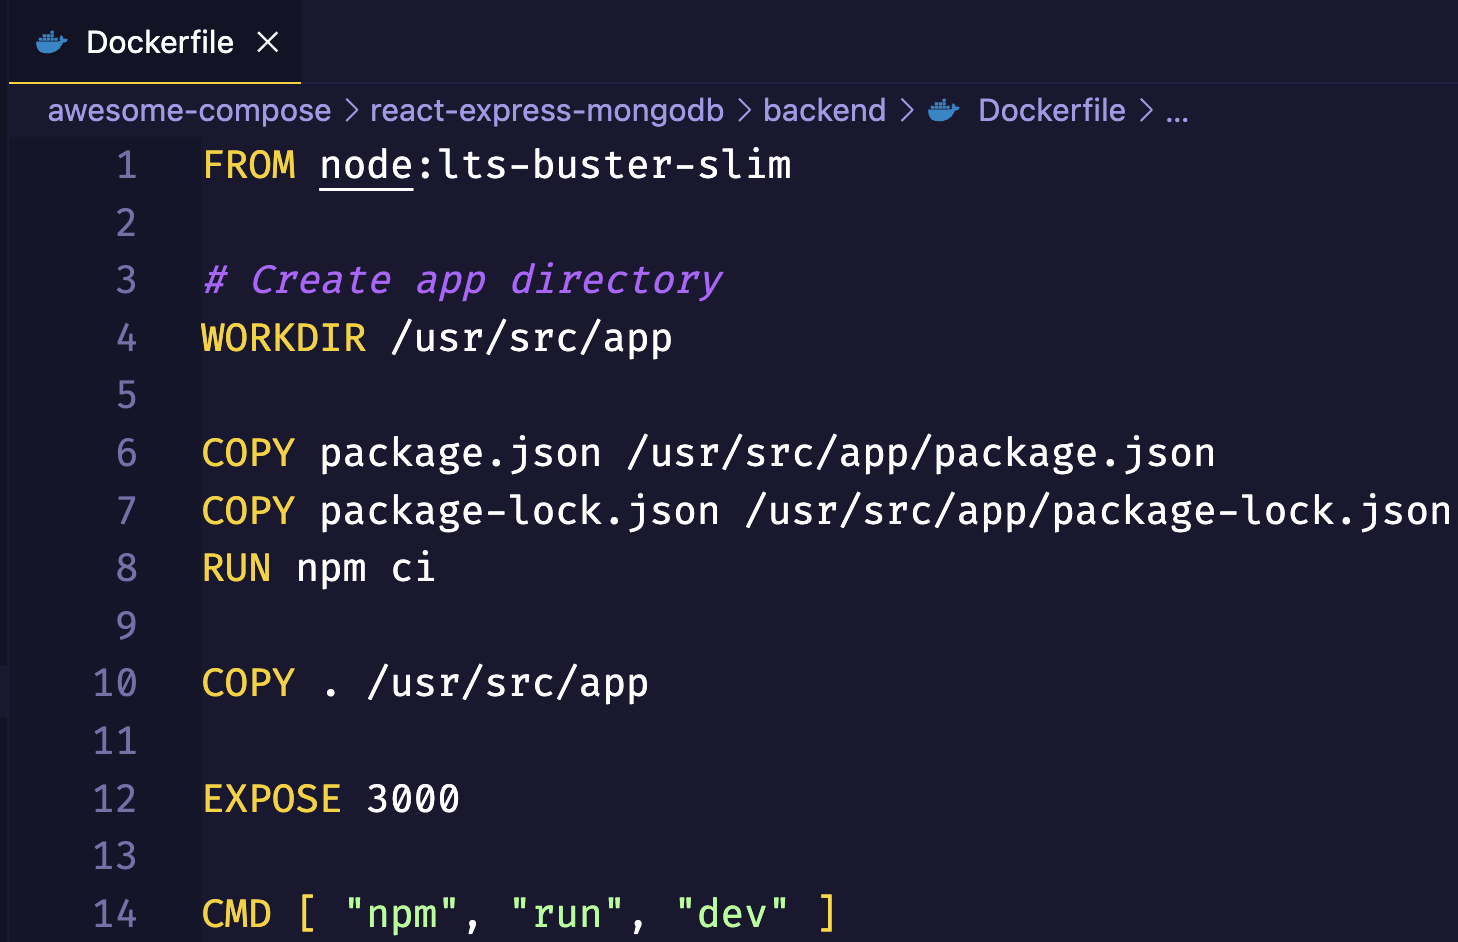 Dockerfile ×
awesome-compose > react-express-mongodb > backend > Dockerfile > ...
1 FROM node:lts-buster-slim
2
3 # Create app directory
4 WORKDIR /usr/src/app
5
6 COPY package.json /usr/src/app/package.json
7 COPY package-lock.json /usr/src/app/package-lock.json
8 RUN npm ci
9
10 COPY . /usr/src/app
11
12 EXPOSE 3000
13
14 CMD [ "npm", "run", "dev" ]